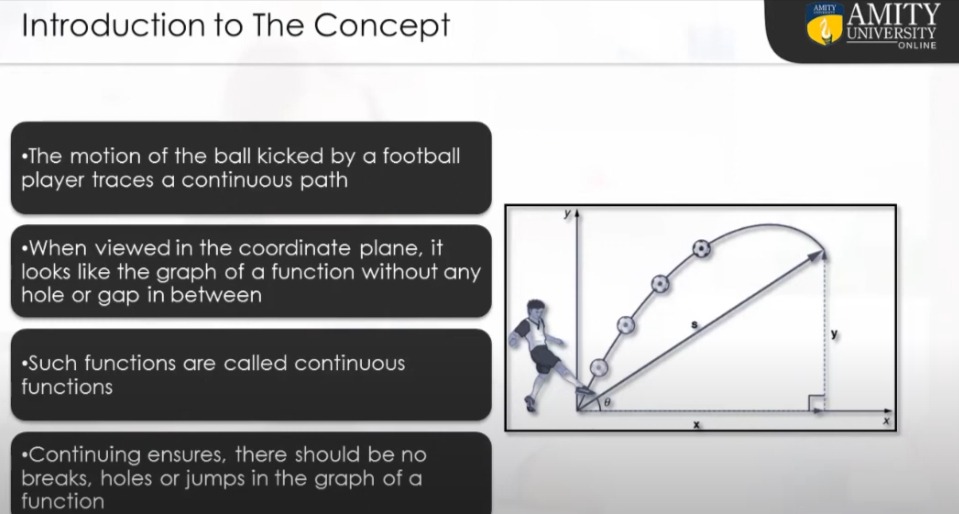 Introduction to The Concept
AMITY
AMITY
UNIVERSITY
ONLINE
•The motion of the ball kicked by a football
player traces a continuous path
•When viewed in the coordinate plane, it
looks like the graph of a function without any
hole or gap in between
•Such functions are called continuous
functions
•Continuing ensures, there should be no
breaks, holes or jumps in the graph of a
function
y
s
y
θ
x
x